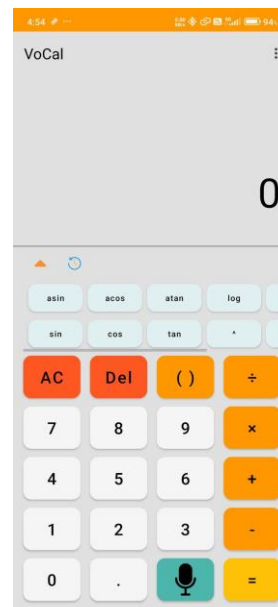 4:54 94%
VoCal
0
asin acos atan log
sin cos tan ^
AC Del ( ) ÷
7 8 9 ×
4 5 6 +
1 2 3 -
0 . =